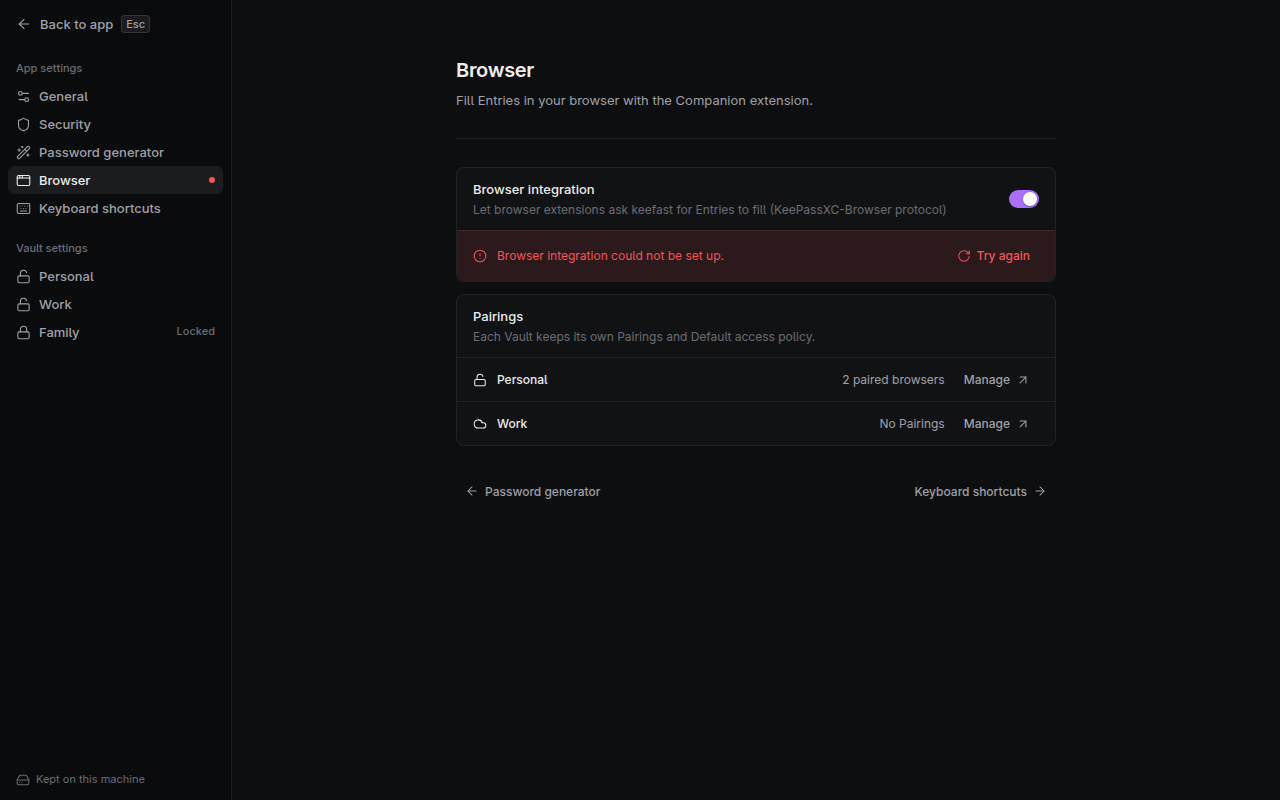 Back to app Esc
App settings
General
Security
Password generator
Browser
Keyboard shortcuts
Vault settings
Personal
Work
Family Locked
Kept on this machine
Browser
Fill Entries in your browser with the Companion extension.
Browser integration
Let browser extensions ask keefast for Entries to fill (KeePassXC-Browser protocol)
Browser integration could not be set up. Try again
Pairings
Each Vault keeps its own Pairings and Default access policy.
Personal 2 paired browsers Manage
Work No Pairings Manage
Password generator Keyboard shortcuts